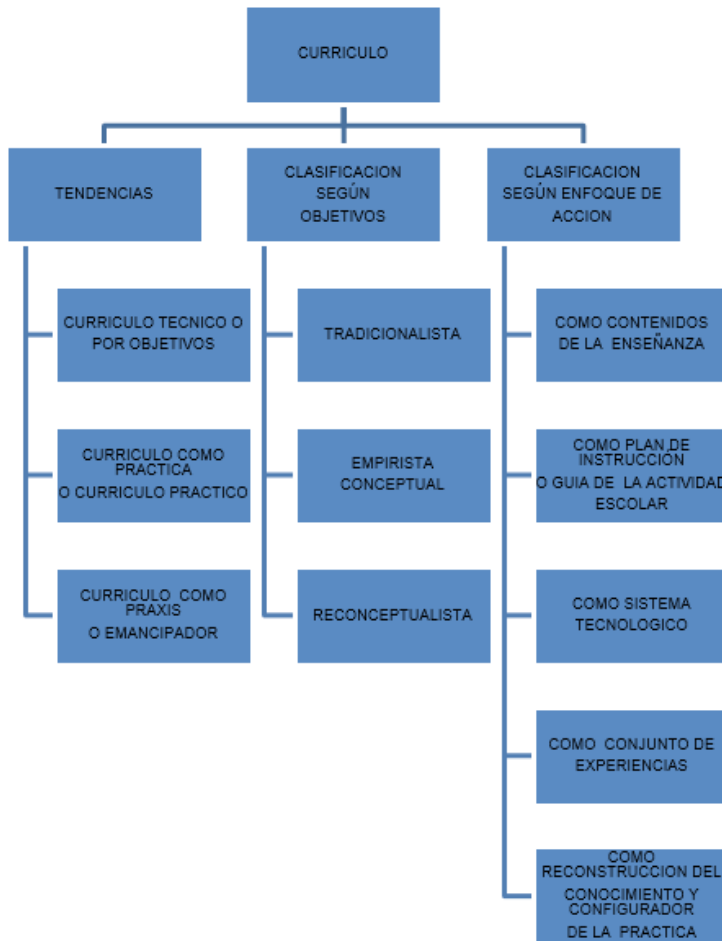 CURRICULO
TENDENCIAS
CLASIFICACION
SEGÚN
OBJETIVOS
CLASIFICACION
SEGÚN ENFOQUE DE
ACCION
CURRICULO TECNICO O
POR OBJETIVOS
CURRICULO COMO
PRACTICA
O CURRICULO PRACTICO
CURRICULO COMO
PRAXIS
O EMANCIPADOR
TRADICIONALISTA
EMPIRISTA
CONCEPTUAL
RECONCEPTUALISTA
COMO CONTENIDOS
DE LA ENSEÑANZA
COMO PLAN DE
INSTRUCCIÓN
O GUIA DE LA ACTIVIDAD
ESCOLAR
COMO SISTEMA
TECNOLOGICO
COMO CONJUNTO DE
EXPERIENCIAS
COMO
RECONSTRUCCION DEL
CONOCIMIENTO Y
CONFIGURADOR
DE LA PRACTICA